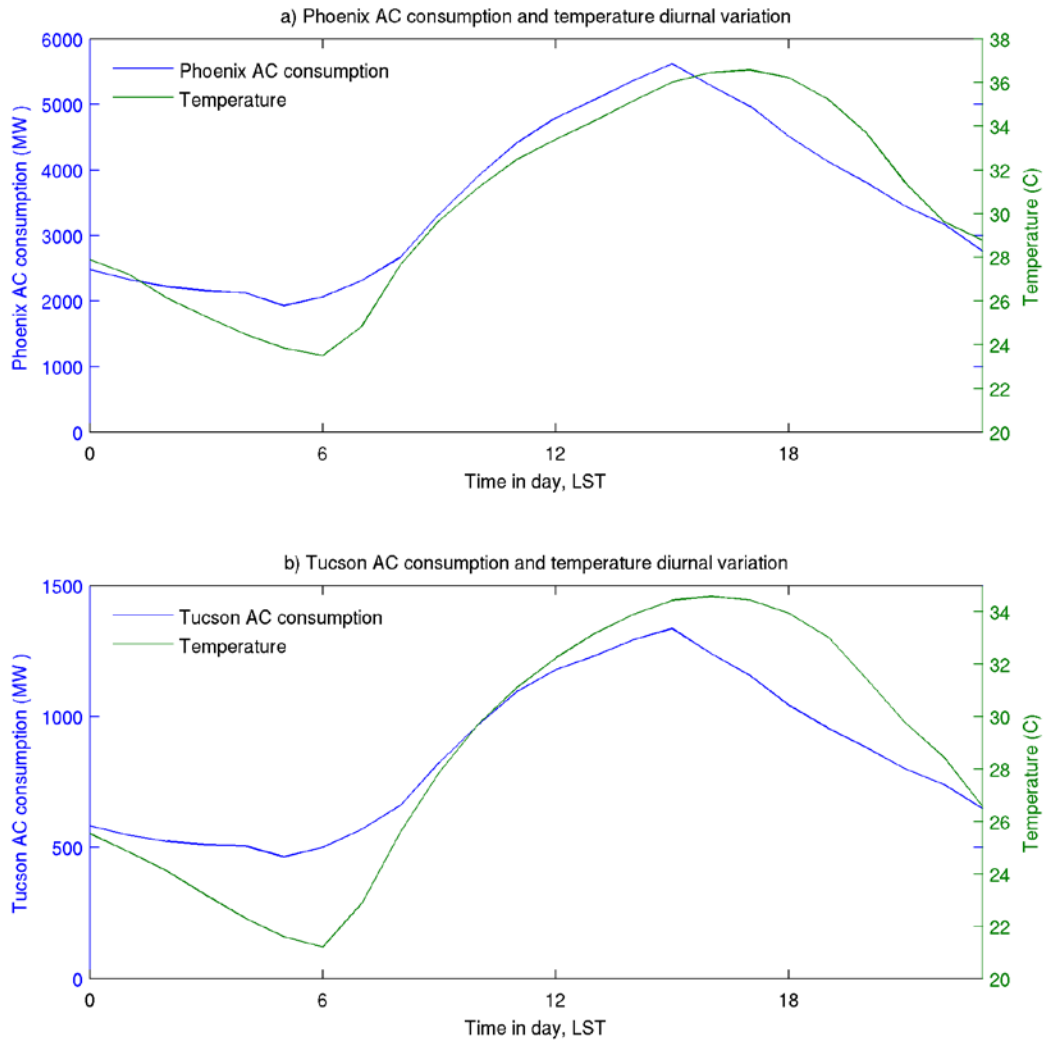 a) Phoenix AC consumption and temperature diurnal variation
Phoenix AC consumption
Temperature
Phoenix AC consumption (MW )
6000
5000
4000
3000
2000
1000
0
38
36
34
32
30
28
26
24
22
20
Temperature (C)
0 6 12 18
Time in day, LST
b) Tucson AC consumption and temperature diurnal variation
Tucson AC consumption
Temperature
Tucson AC consumption (MW )
1500
1000
500
0
34
32
30
28
26
24
22
20
Temperature (C)
0 6 12 18
Time in day, LST